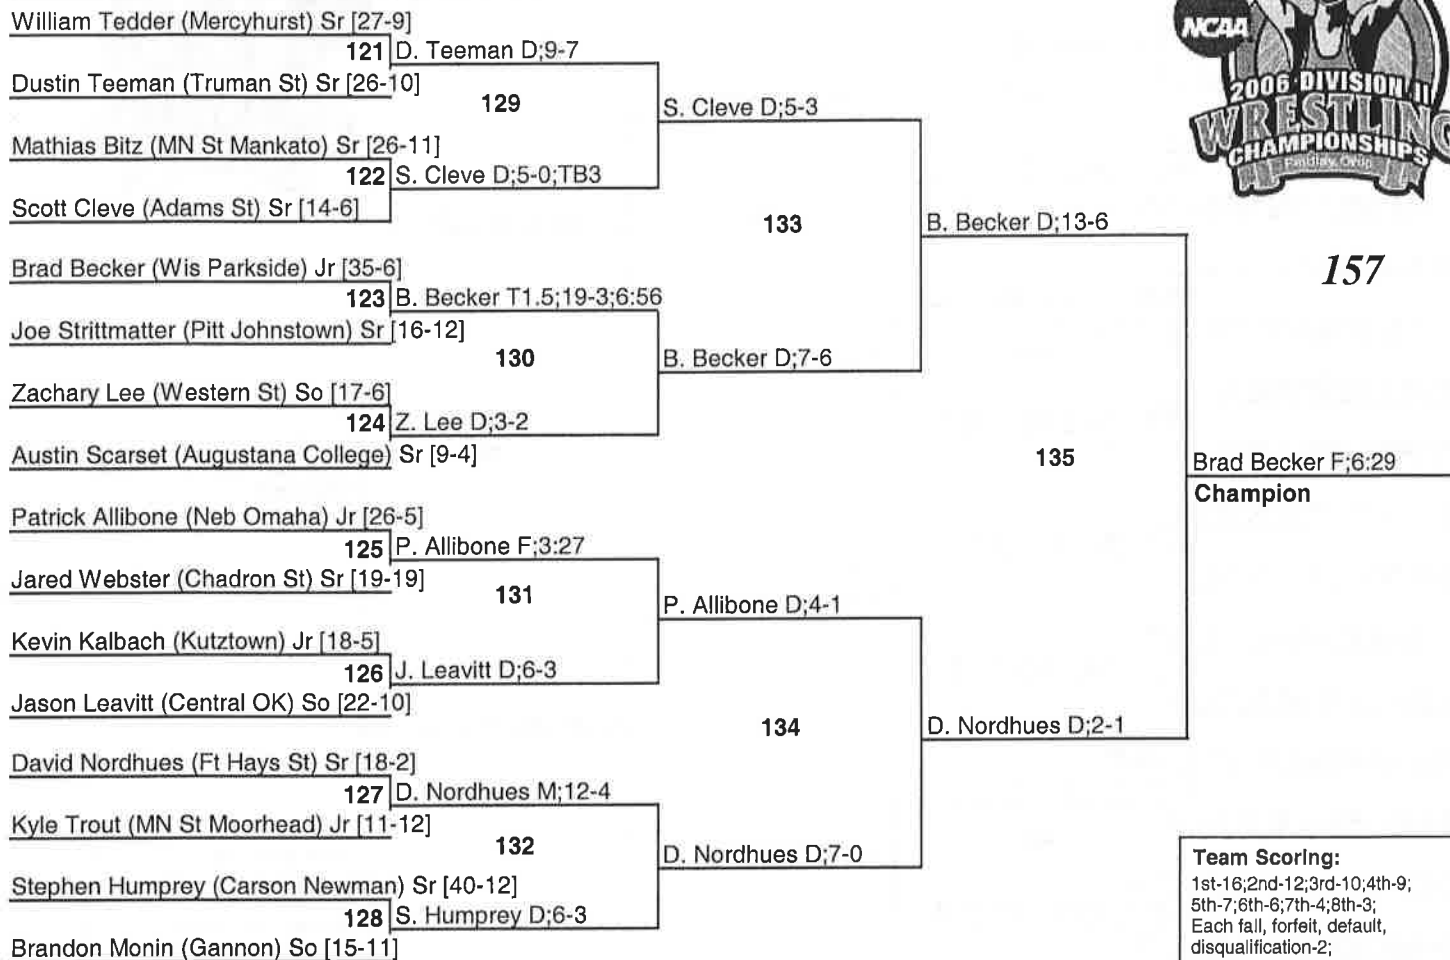 William Tedder (Mercyhurst) Sr [27-9]
121 D. Teeman D;9-7
Dustin Teeman (Truman St) Sr [26-10]
129
S. Cleve D;5-3
Mathias Bitz (MN St Mankato) Sr [26-11]
122 S. Cleve D;5-0;TB3
Scott Cleve (Adams St) Sr [14-6]
133
B. Becker D;13-6
Brad Becker (Wis Parkside) Jr [35-6]
123 B. Becker T1.5;19-3;6:56
Joe Strittmatter (Pitt Johnstown) Sr [16-12]
130
B. Becker D;7-6
Zachary Lee (Western St) So [17-6]
124 Z. Lee D;3-2
Austin Scarset (Augustana College) Sr [9-4]
135
Brad Becker F;6:29
Champion
Patrick Allibone (Neb Omaha) Jr [26-5]
125 P. Allibone F;3:27
Jared Webster (Chadron St) Sr [19-19]
131
P. Allibone D;4-1
Kevin Kalbach (Kutztown) Jr [18-5]
126 J. Leavitt D;6-3
Jason Leavitt (Central OK) So [22-10]
134
D. Nordhues D;2-1
David Nordhues (Ft Hays St) Sr [18-2]
127 D. Nordhues M;12-4
Kyle Trout (MN St Moorhead) Jr [11-12]
132
D. Nordhues D;7-0
Stephen Humprey (Carson Newman) Sr [40-12]
128 S. Humprey D;6-3
Brandon Monin (Gannon) So [15-11]
NCAA
2006 DIVISION II
WRESTLING
CHAMPIONSHIPS
Findlay, Ohio
157
Team Scoring:
1st-16;2nd-12;3rd-10;4th-9;
5th-7;6th-6;7th-4;8th-3;
Each fall, forfeit, default,
disqualification-2;